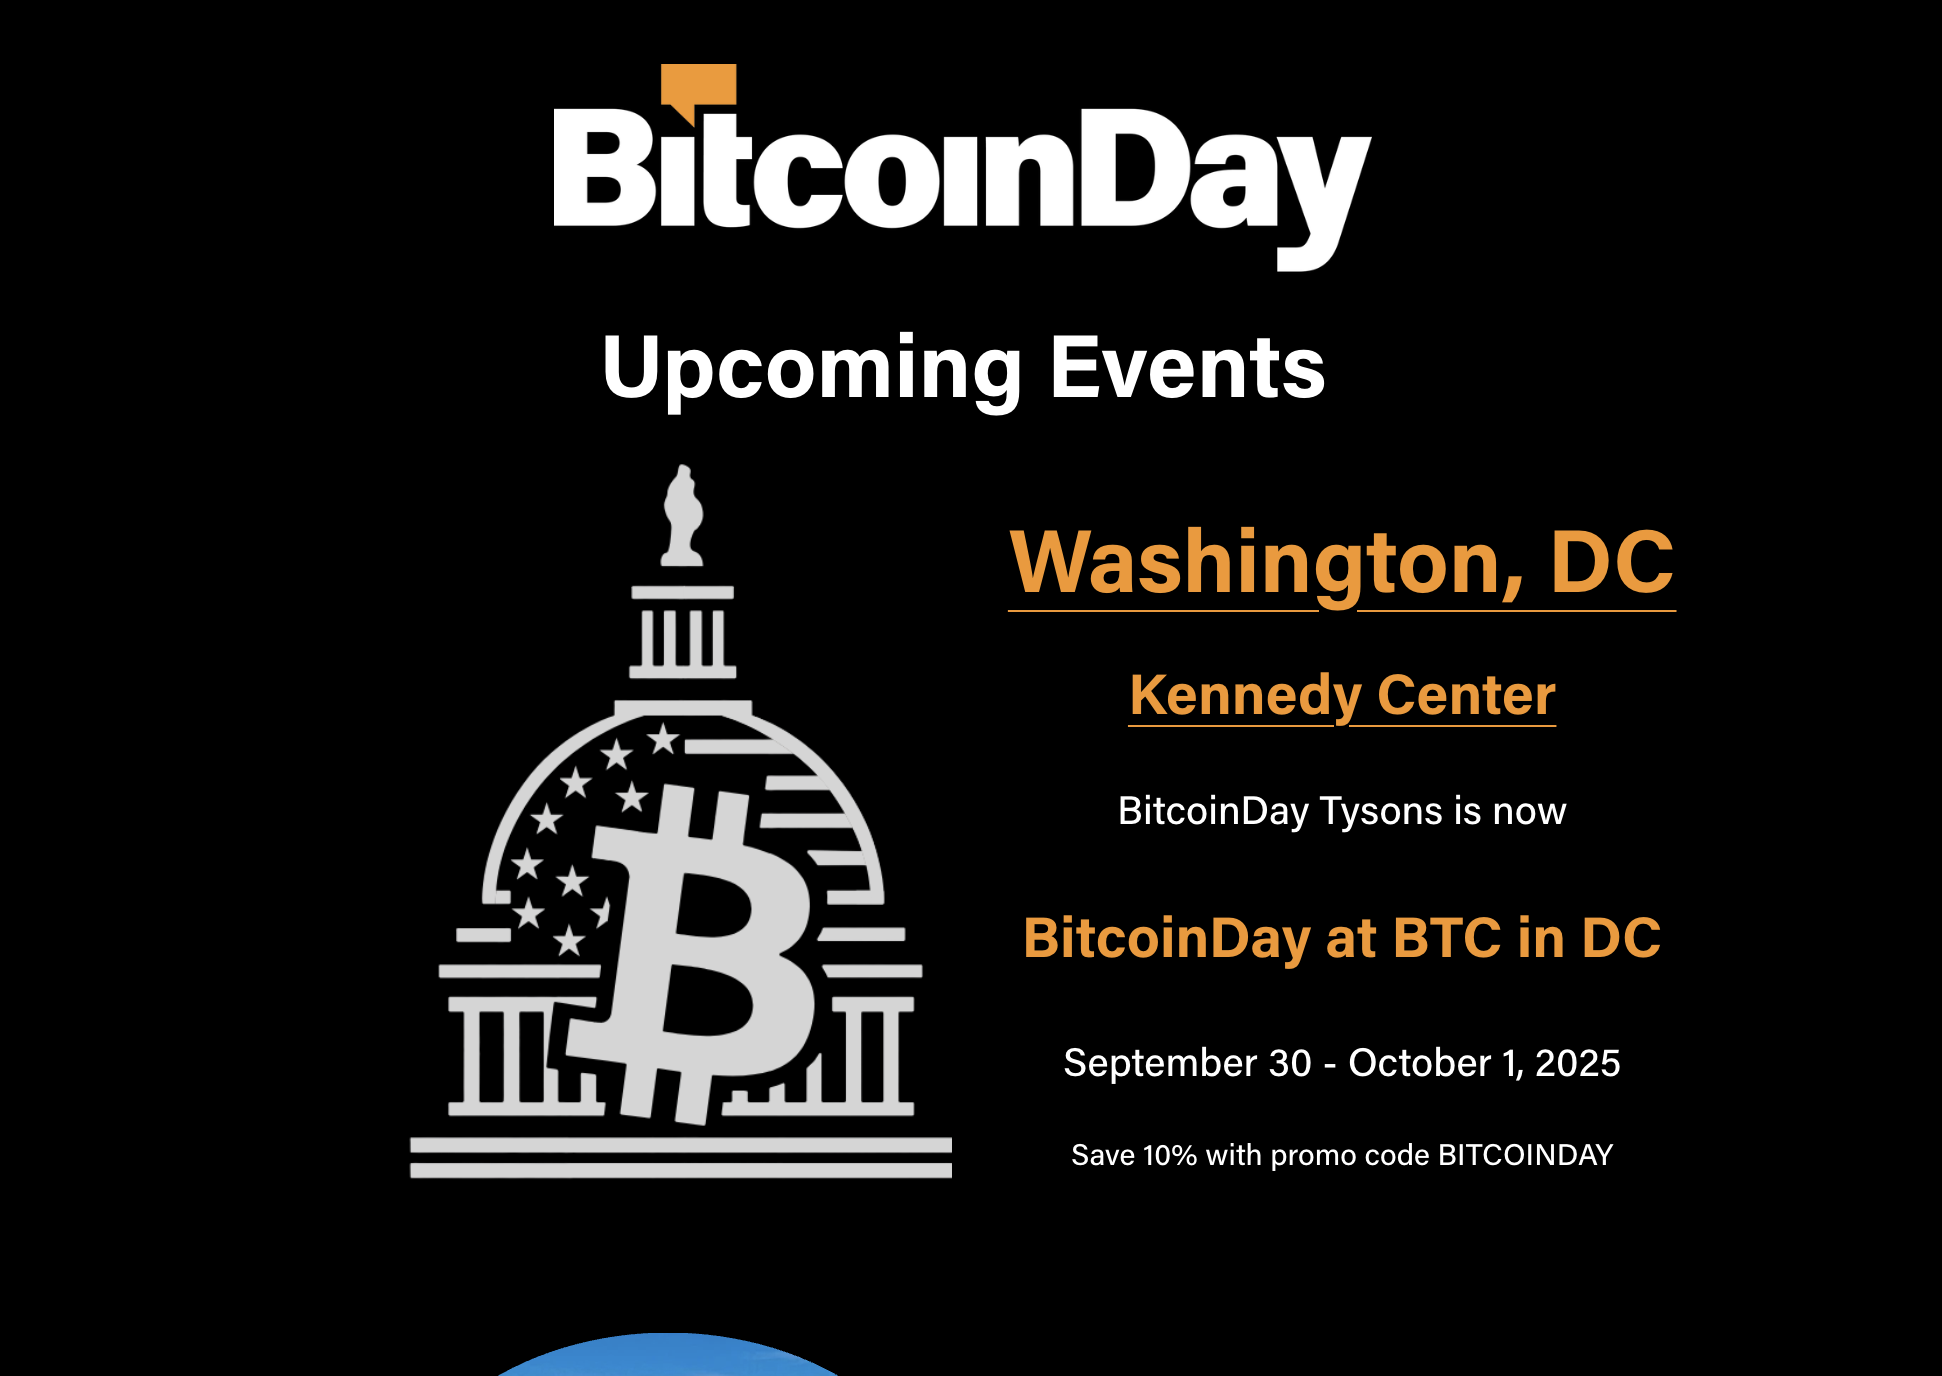 BitcoinDay
Upcoming Events
Washington, DC
Kennedy Center
BitcoinDay Tysons is now
BitcoinDay at BTC in DC
September 30 - October 1, 2025
Save 10% with promo code BITCOINDAY